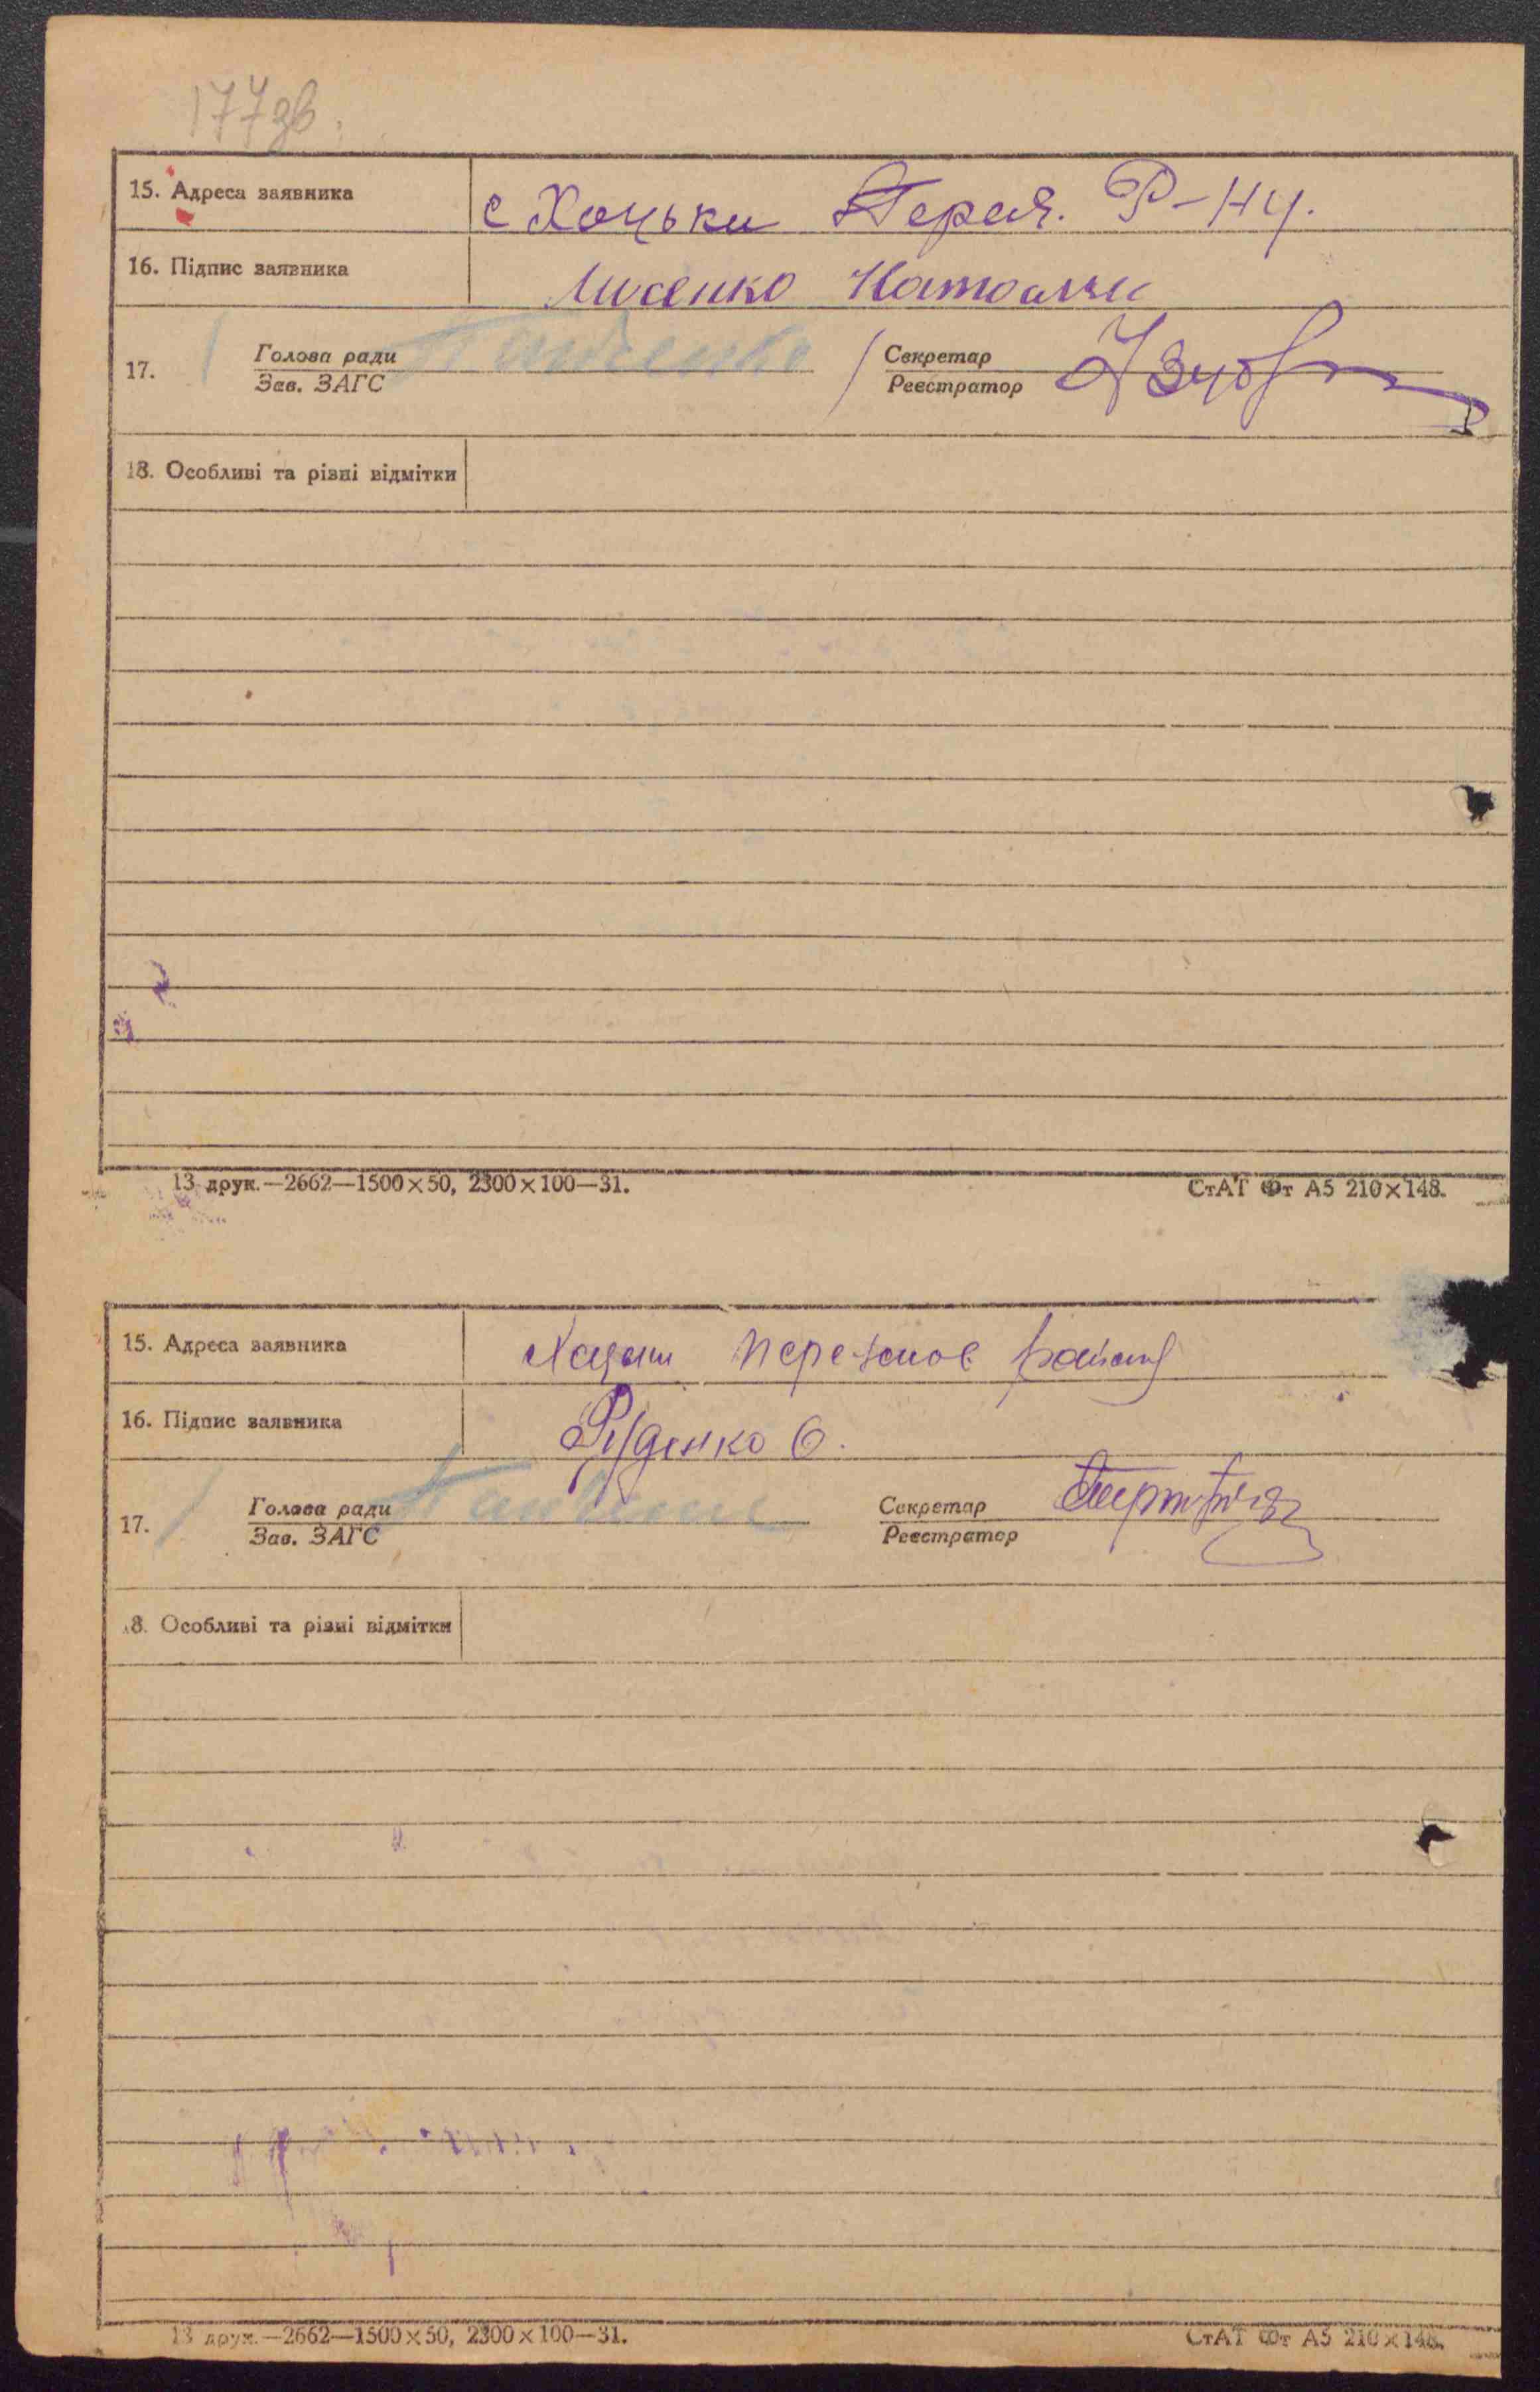 177зв.
15. Адреса заявника с Хоцьки Перея. Р-ну.
16. Підпис заявника Лисенко
17. Голова ради Секретар
Зав. ЗАГС Реєстратор
18. Особливі та різні відмітки
13 друк.—2662—1500×50, 2300×100—31. СтАТ Фт А5 210×148.
15. Адреса заявника району
16. Підпис заявника Руденко О.
17. Голова ради Секретар
Зав. ЗАГС Реєстратор
8. Особливі та різні відмітки
13 друк.—2662—1500×50, 2300×100—31. СтАТ Фт А5 210×148.